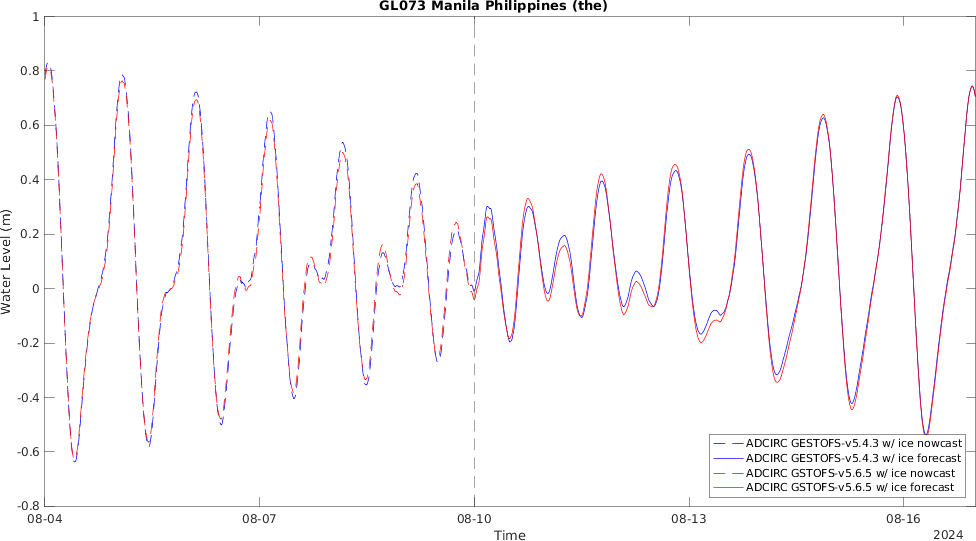 GL073 Manila Philippines (the)
1
0.8
0.6
0.4
0.2
0
-0.2
-0.4
-0.6
-0.8
Water Level (m)
ADCIRC GESTOFS-v5.4.3 w/ ice nowcast
ADCIRC GESTOFS-v5.4.3 w/ ice forecast
ADCIRC GSTOFS-v5.6.5 w/ ice nowcast
ADCIRC GSTOFS-v5.6.5 w/ ice forecast
08-04 08-07 08-10 08-13 08-16
Time
2024